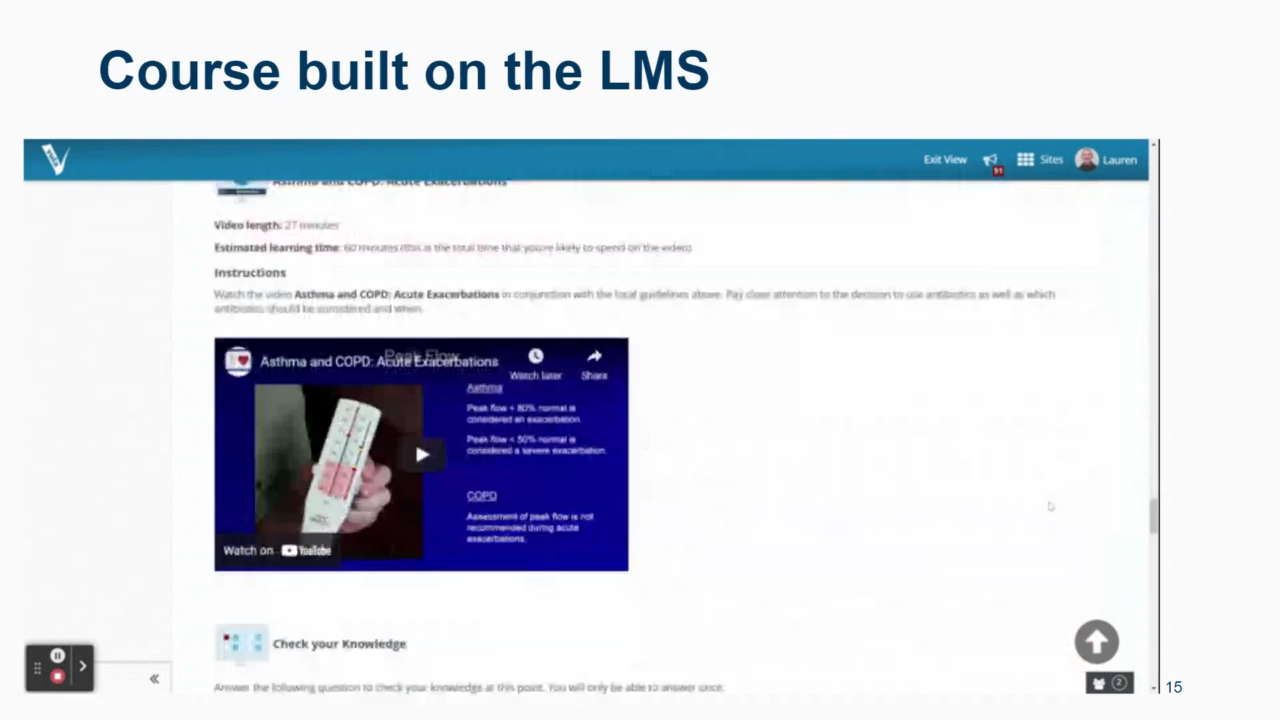 Course built on the LMS
Exit View
51
Sites
Lauren
Asthma and COPD: Acute Exacerbations
Video length: 27 minutes
Estimated learning time: 60 minutes (this is the total time that you're likely to spend on the video)
Instructions
Watch the video Asthma and COPD: Acute Exacerbations in conjunction with the local guidelines above. Pay close attention to the decision to use antibiotics as well as which
antibiotics should be considered and when.
Peak Flow
Asthma and COPD: Acute Exacerbations
Watch later
Share
Asthma
Peak flow < 80% normal is
considered an exacerbation.
Peak flow < 50% normal is
considered a severe exacerbation.
COPD
Assessment of peak flow is not
recommended during acute
exacerbations.
Watch on YouTube
Check your Knowledge
Answer the following question to check your knowledge at this point. You will only be able to answer once.
2
15